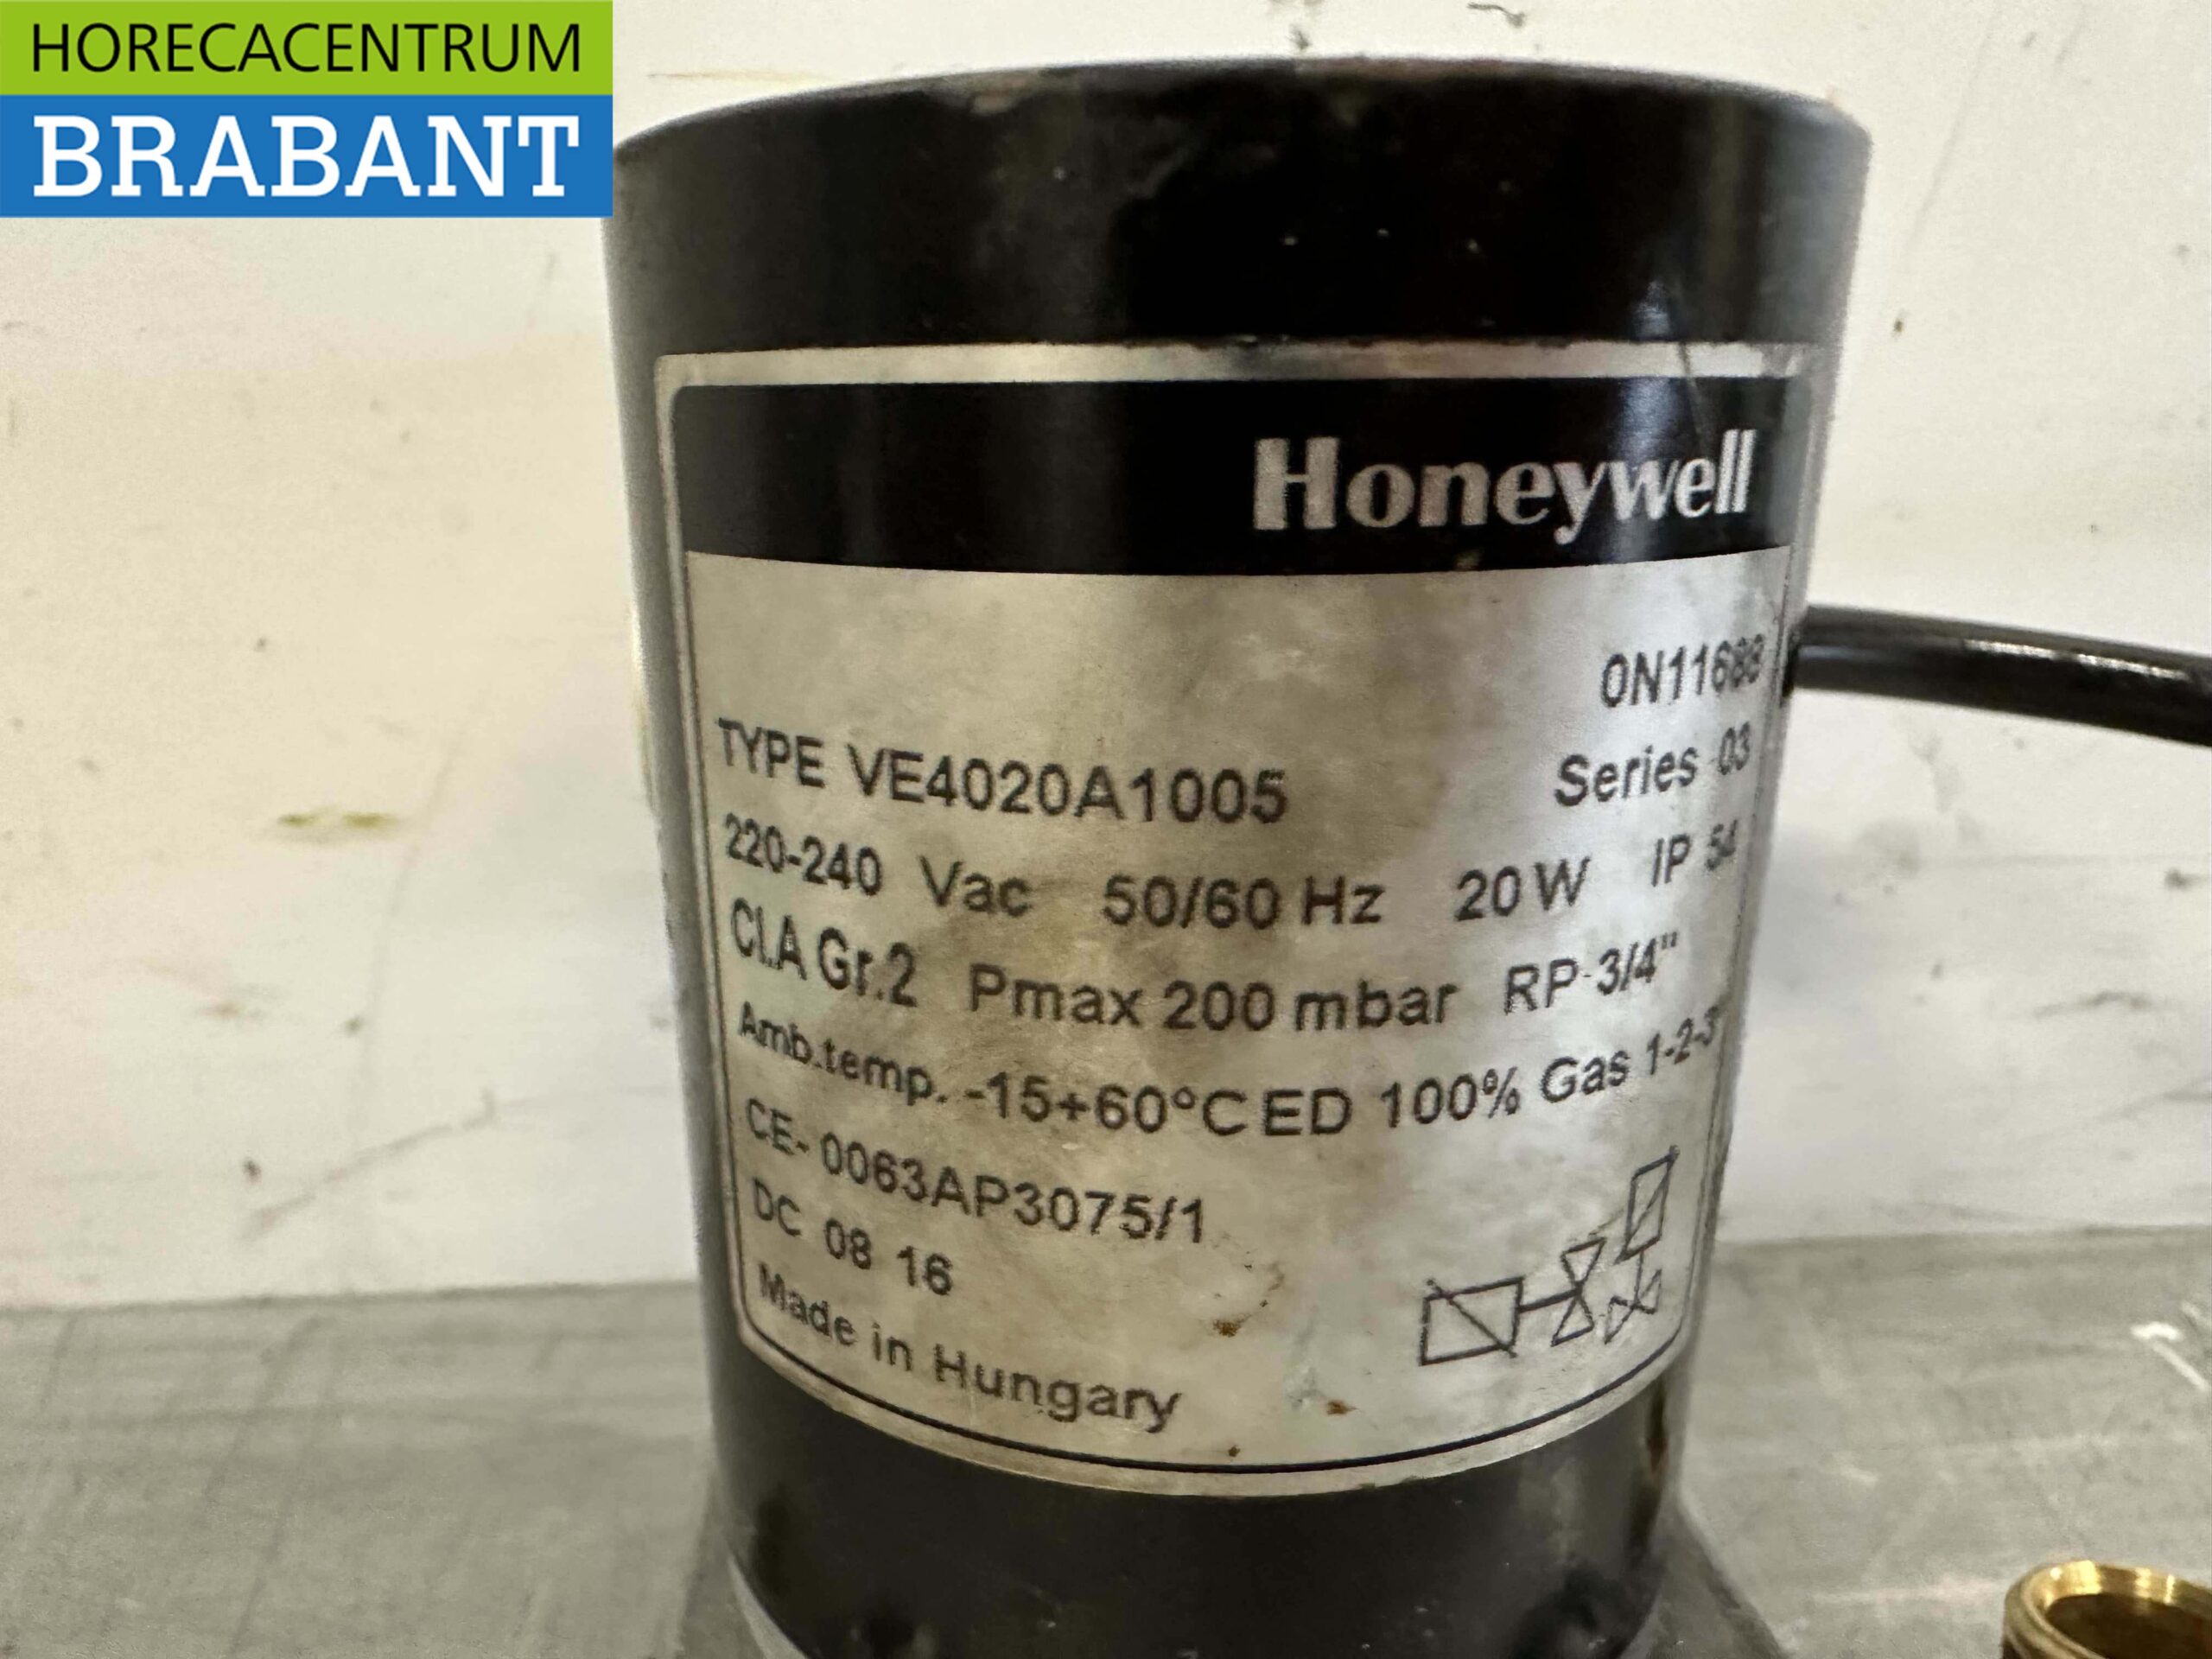 HORECACENTRUM
BRABANT
Honeywell
0N11688
TYPE VE4020A1005 Series 03
220-240 Vac 50/60 Hz 20 W IP 54
Cl.A Gr.2 Pmax 200 mbar RP 3/4"
Amb.temp. -15+60°C ED 100% Gas 1-2-3
CE- 0063AP3075/1
DC 08 16
Made in Hungary